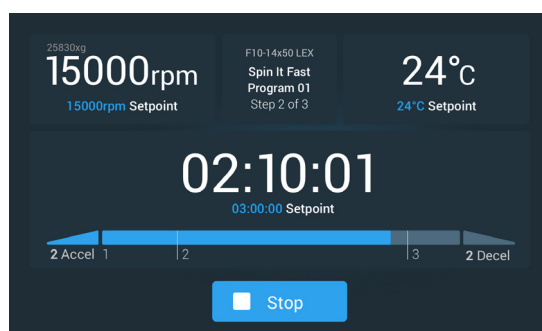 25830xg
15000rpm
15000rpm Setpoint
F10-14x50 LEX
Spin It Fast
Program 01
Step 2 of 3
24°C
24°C Setpoint
02:10:01
03:00:00 Setpoint
2 Accel 1 2 3 2 Decel
Stop